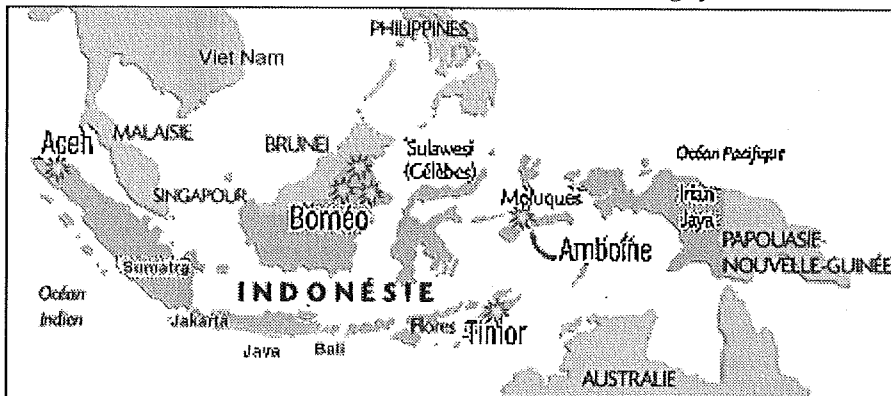 PHILIPPINES
Viet Nam
Aceh
MALAISIE
BRUNEI
Sulawesi
(Célèbes)
Océan Pacifique
SINGAPOUR
Bornéo
Moluques
Irian
Jaya
Amboine
PAPOUASIE-
NOUVELLE-GUINÉE
Sumatra
INDONÉSIE
Océan
Indien
Jakarta
Flores
Timor
Java
Bali
AUSTRALIE